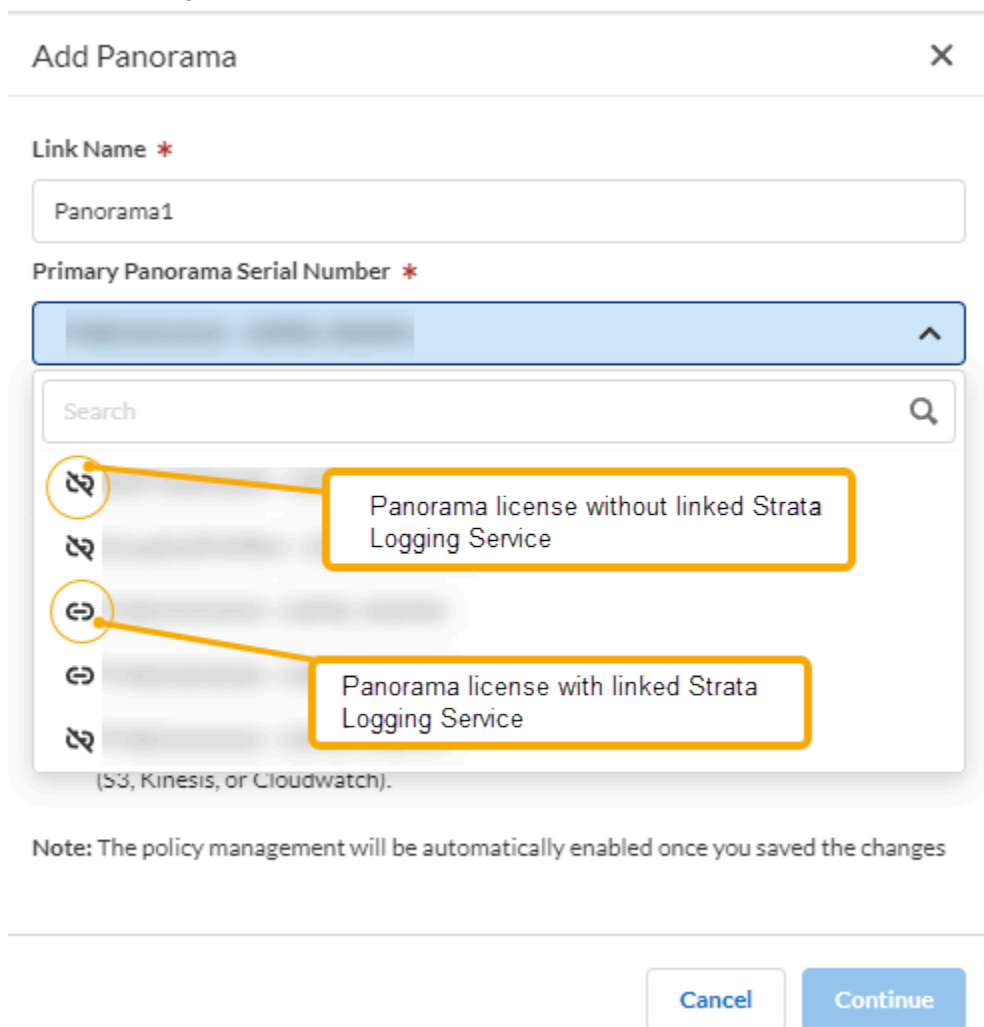 Add Panorama
Link Name *
Panorama1
Primary Panorama Serial Number *
Search
Panorama license without linked Strata
Logging Service
Panorama license with linked Strata
Logging Service
(S3, Kinesis, or Cloudwatch).
Note: The policy management will be automatically enabled once you saved the changes
Cancel
Continue